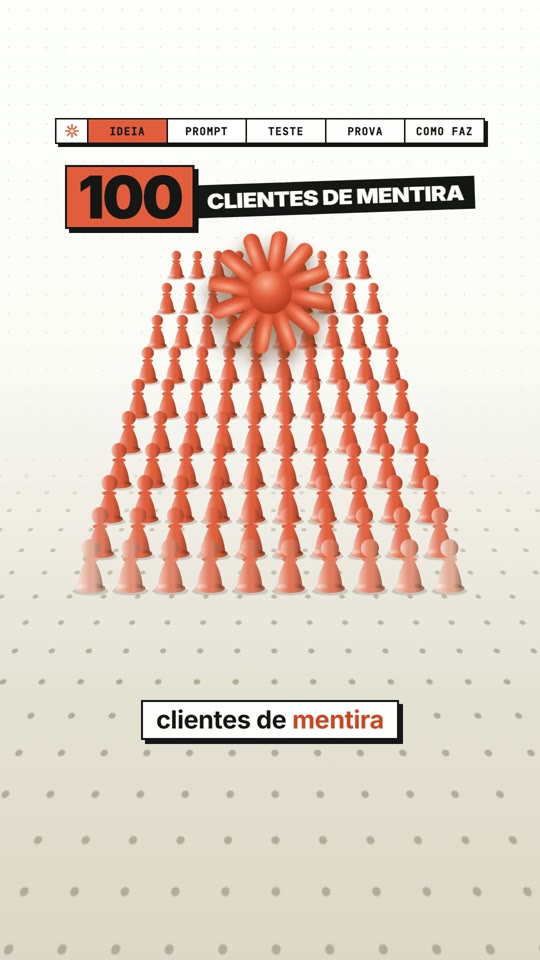 IDEIA PROMPT TESTE PROVA COMO FAZ
100 CLIENTES DE MENTIRA
clientes de mentira